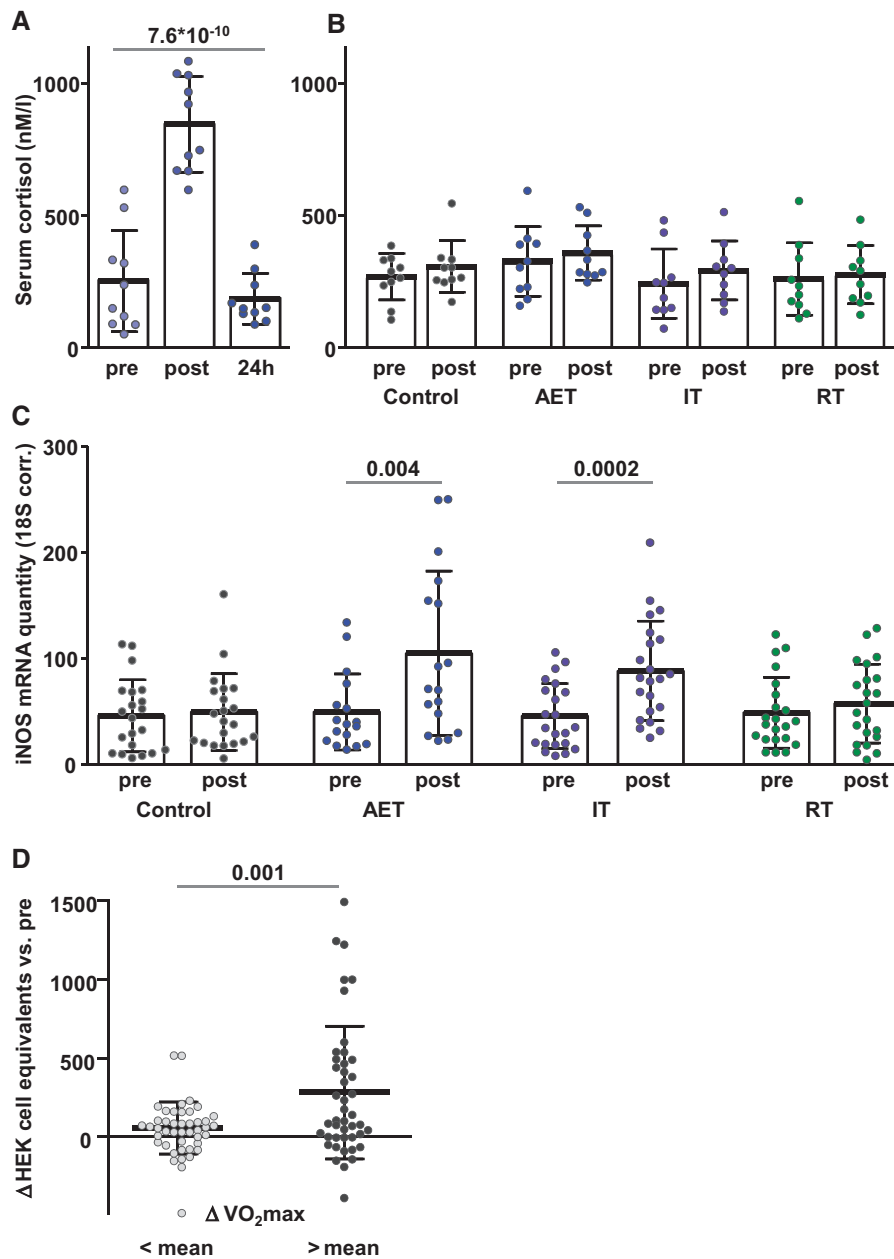 A
B
7.6*10-10
Serum cortisol (nM/l)
1000
500
0
pre post 24h
1000
500
0
pre post pre post pre post pre post
Control AET IT RT
C
iNOS mRNA quantity (18S corr.)
300
200
100
0
0.004
0.0002
pre post pre post pre post pre post
Control AET IT RT
D
ΔHEK cell equivalents vs. pre
0.001
1500
1000
500
0
Δ VO2max
< mean > mean